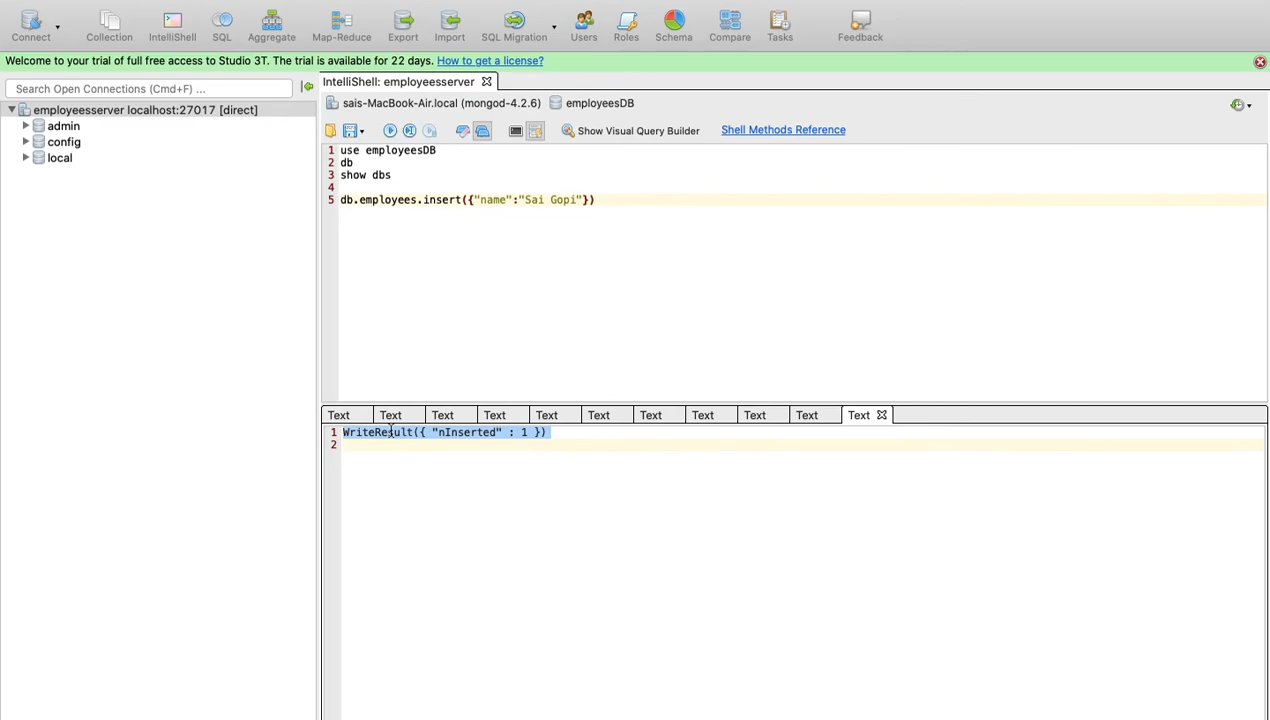 Connect Collection IntelliShell SQL Aggregate Map-Reduce Export Import SQL Migration Users Roles Schema Compare Tasks Feedback
Welcome to your trial of full free access to Studio 3T. The trial is available for 22 days. How to get a license?
Search Open Connections (Cmd+F) ...
employeesserver localhost:27017 [direct]
admin
config
local
IntelliShell: employeesserver
sais-MacBook-Air.local (mongod-4.2.6) employeesDB
Show Visual Query Builder Shell Methods Reference
1 use employeesDB
2 db
3 show dbs
4
5 db.employees.insert({"name":"Sai Gopi"})
Text Text Text Text Text Text Text Text Text Text Text
1 WriteResult({ "nInserted" : 1 })
2